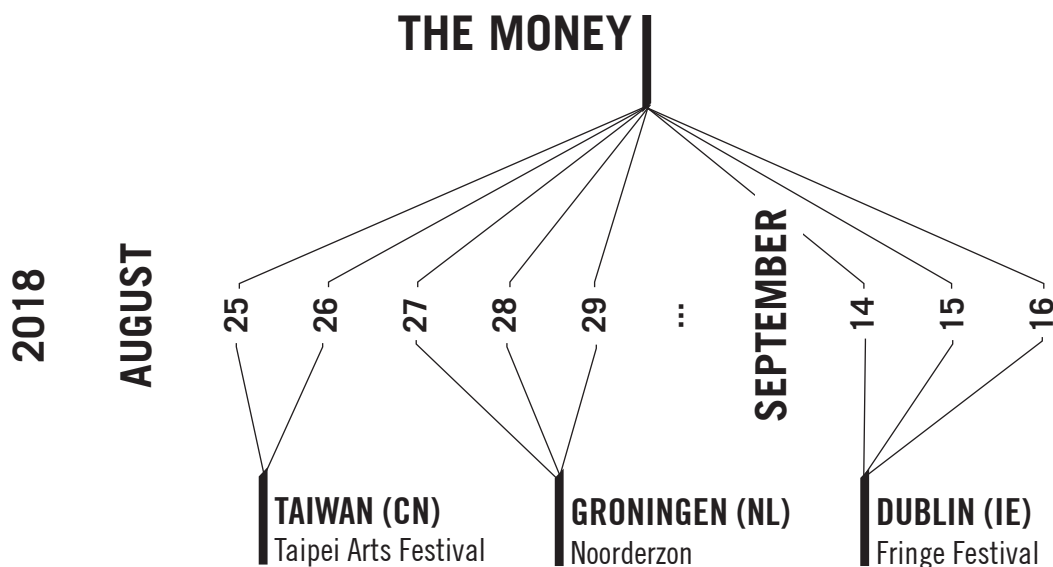 THE MONEY
2018
AUGUST
25
26
27
28
29
...
SEPTEMBER
14
15
16
TAIWAN (CN)
Taipei Arts Festival
GRONINGEN (NL)
Noorderzon
DUBLIN (IE)
Fringe Festival